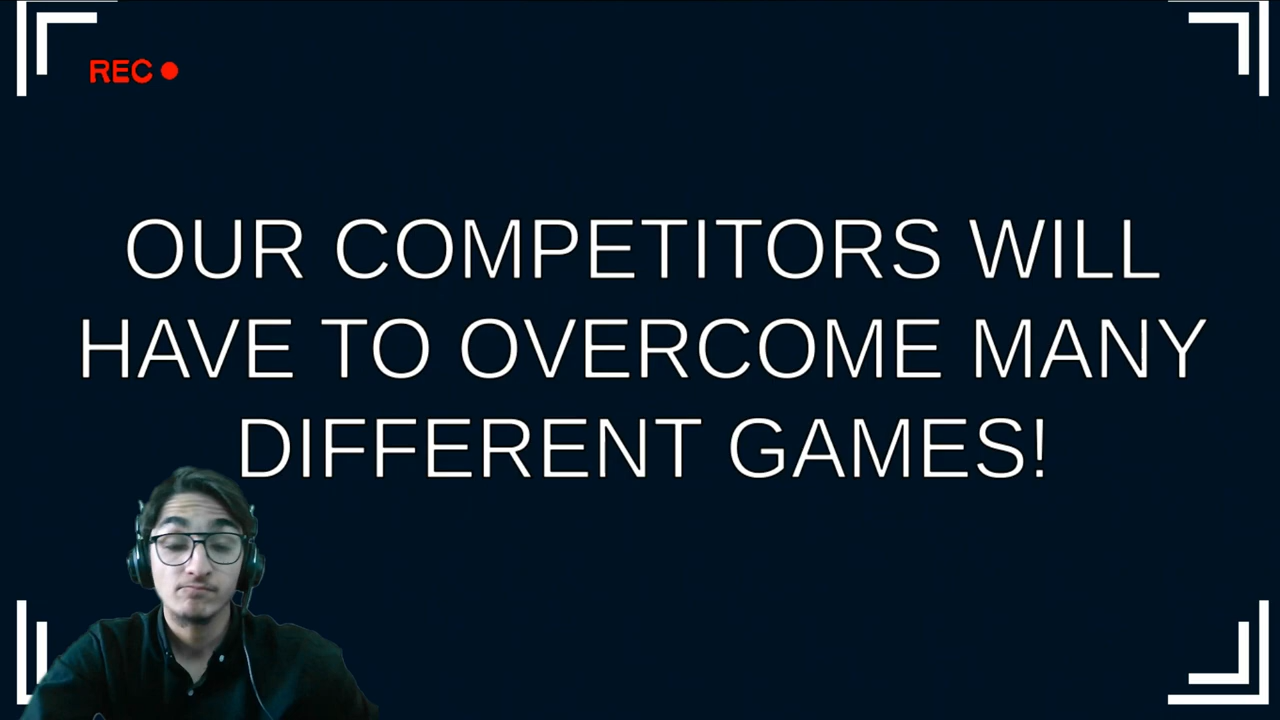 REC
OUR COMPETITORS WILL
HAVE TO OVERCOME MANY
DIFFERENT GAMES!